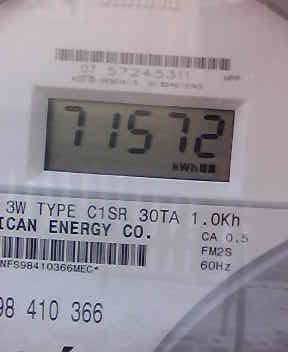 07 57245311
71572
kWh
3W TYPE C1SR 30TA 1.0Kh
ICAN ENERGY CO.
CA 0.5
FM2S
60Hz
NFS98410366MEC*
98 410 366